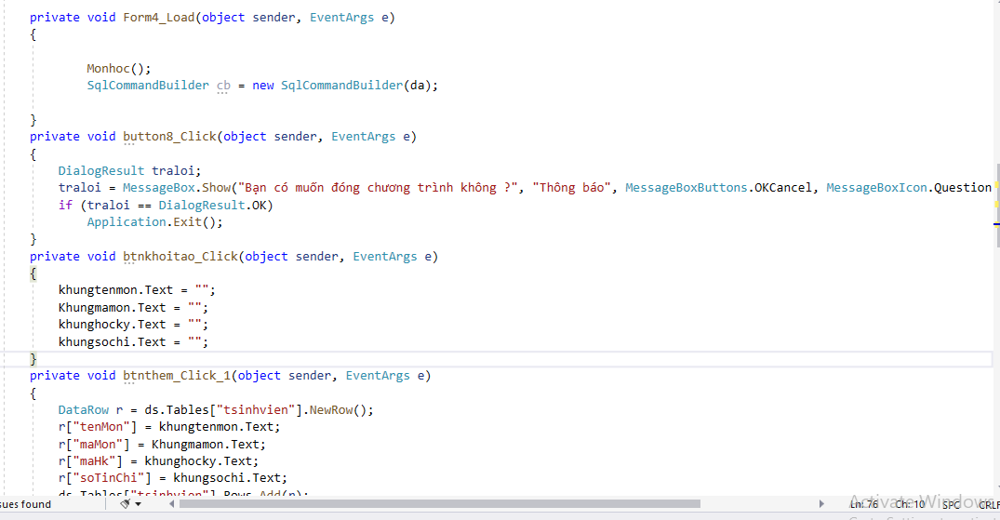 private void Form4_Load(object sender, EventArgs e)
{
Monhoc();
SqlCommandBuilder cb = new SqlCommandBuilder(da);
}
private void button8_Click(object sender, EventArgs e)
{
DialogResult traloi;
traloi = MessageBox.Show("Bạn có muốn đóng chương trình không ?", "Thông báo", MessageBoxButtons.OKCancel, MessageBoxIcon.Question
if (traloi == DialogResult.OK)
Application.Exit();
}
private void btnkhoitao_Click(object sender, EventArgs e)
{
khungtenmon.Text = "";
Khungmamon.Text = "";
khunghocky.Text = "";
khungsochi.Text = "";
}
private void btnthem_Click_1(object sender, EventArgs e)
{
DataRow r = ds.Tables["tsinhvien"].NewRow();
r["tenMon"] = khungtenmon.Text;
r["maMon"] = Khungmamon.Text;
r["maHk"] = khunghocky.Text;
r["soTinChi"] = khungsochi.Text;
ds.Tables["tsinhvien"].Rows.Add(r);
sues found
Activate Windows
Ln: 76 Ch: 10 SPC CRLF